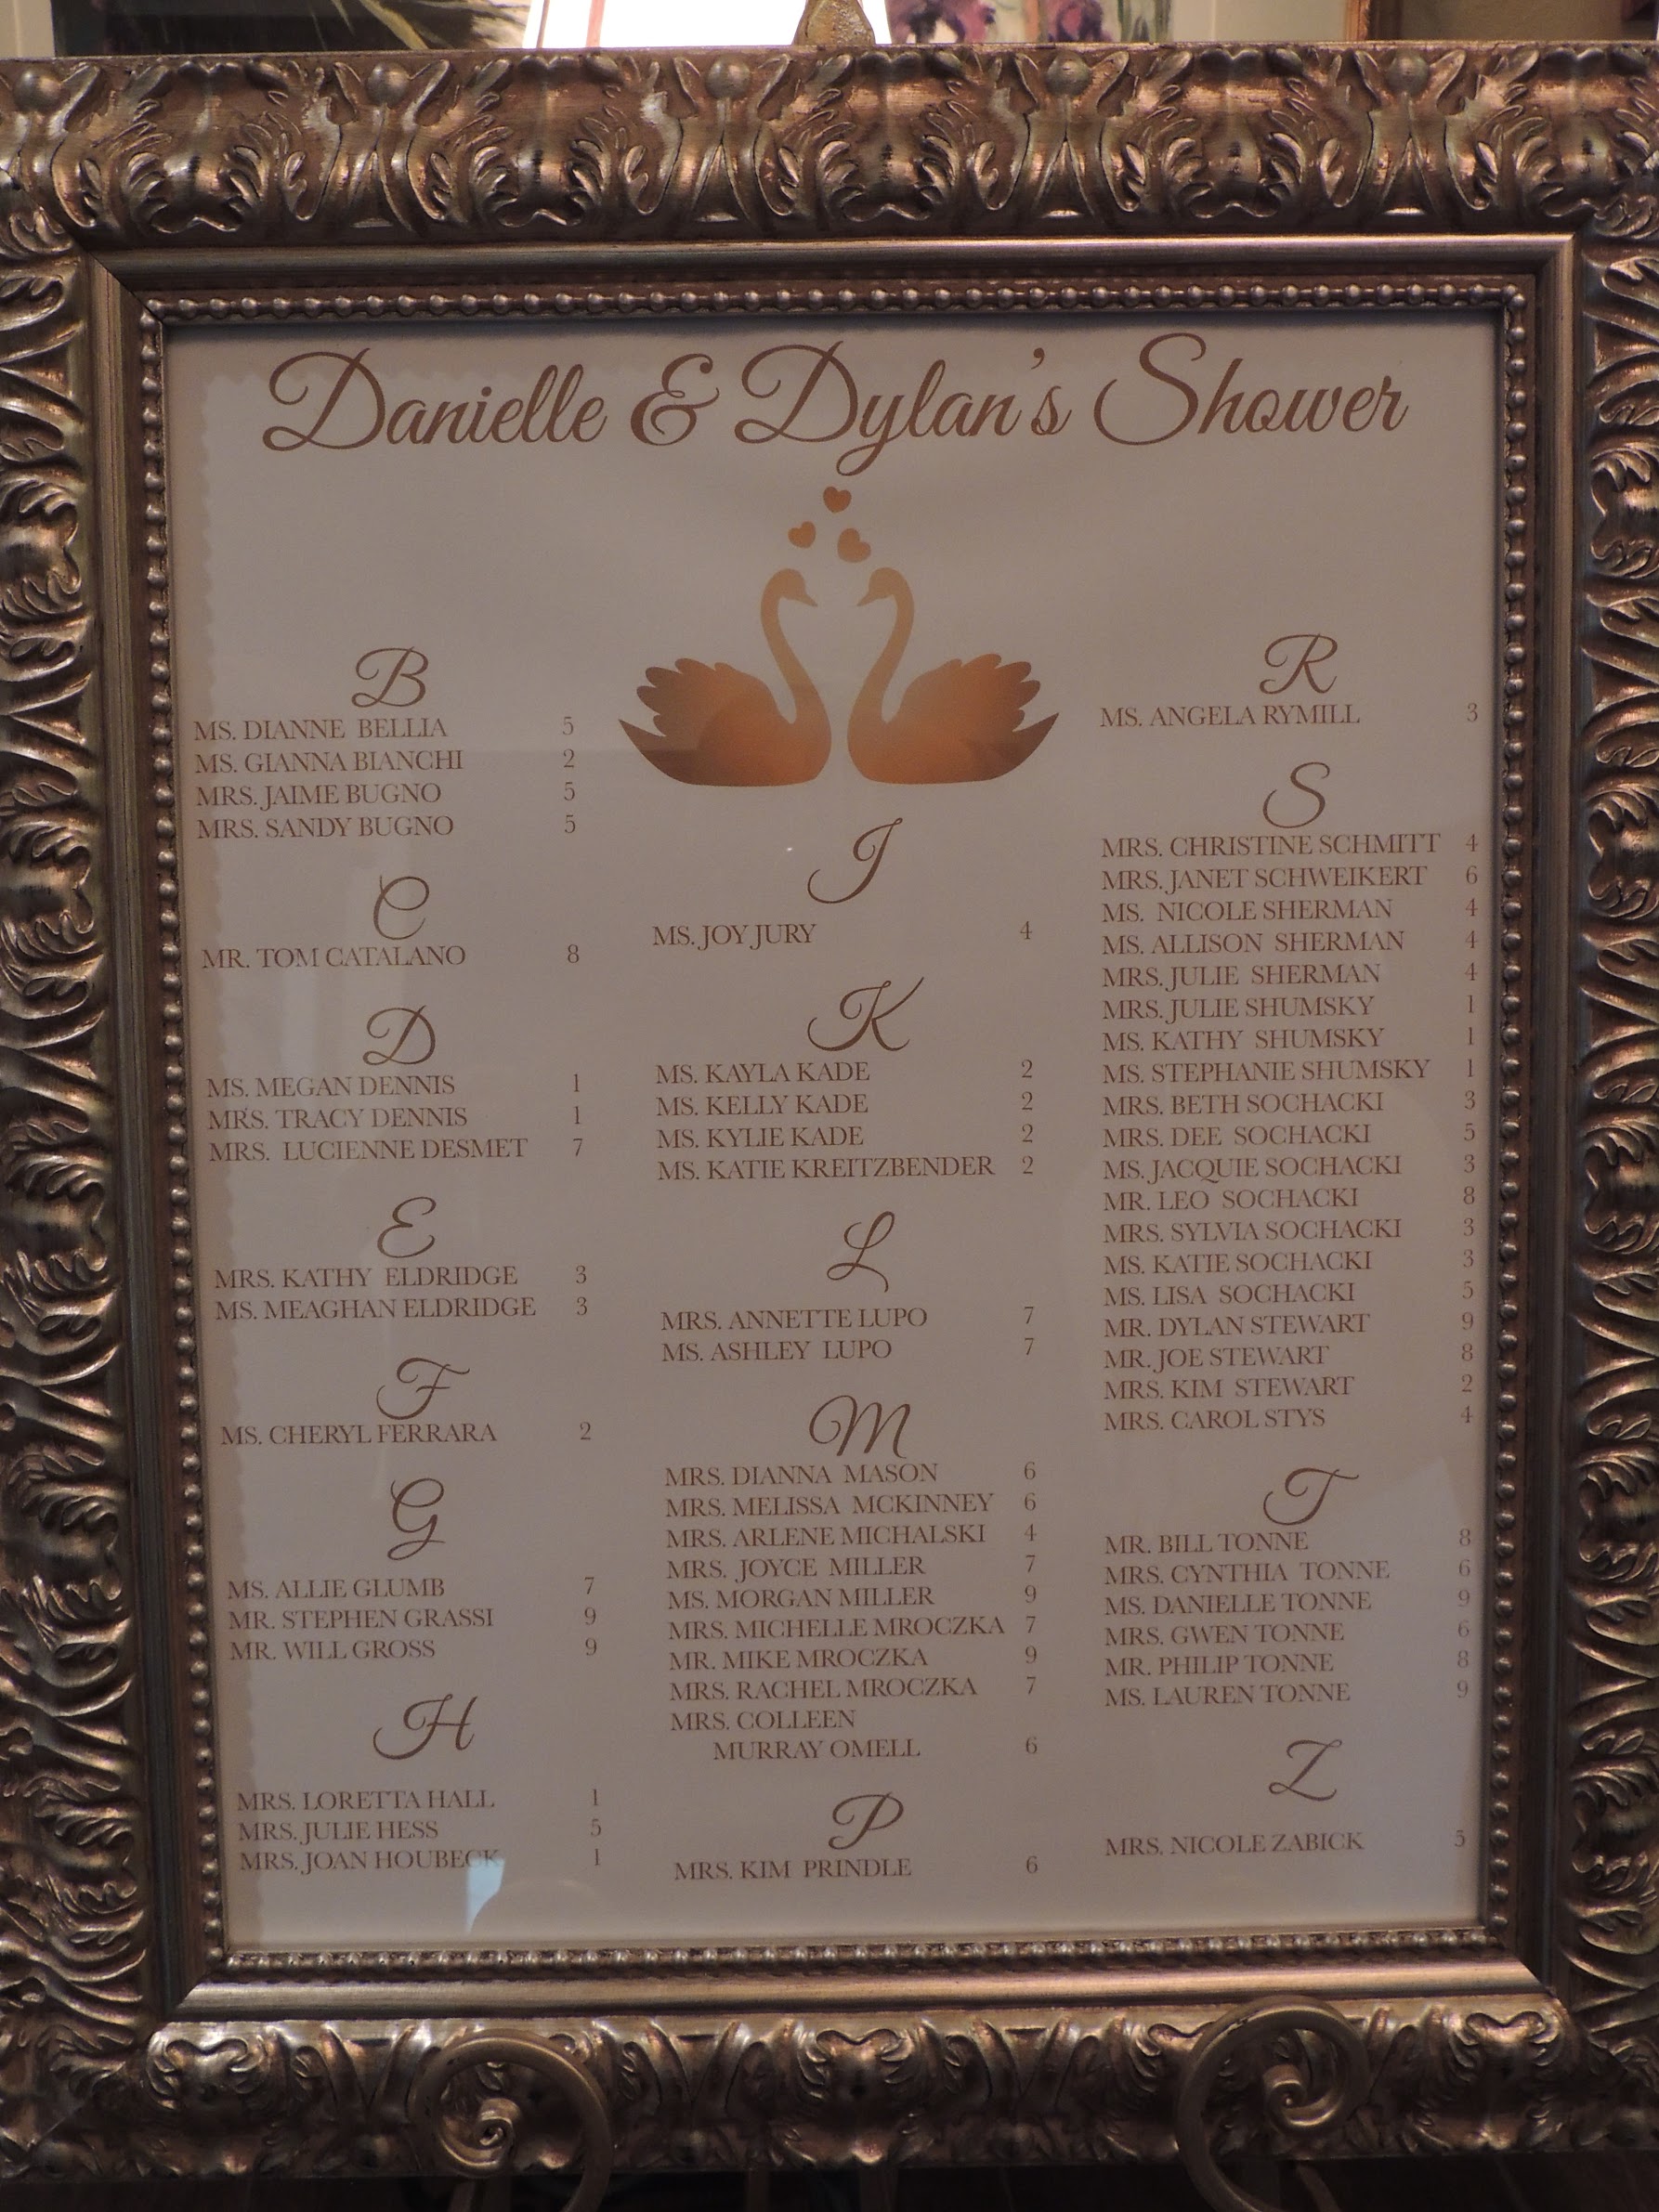 Danielle & Dylan's Shower
B
MS. DIANNE BELLIA 5
MS. GIANNA BIANCHI 2
MRS. JAIME BUGNO 5
MRS. SANDY BUGNO 5
C
MR. TOM CATALANO 8
D
MS. MEGAN DENNIS 1
MRS. TRACY DENNIS 1
MRS. LUCIENNE DESMET 7
E
MRS. KATHY ELDRIDGE 3
MS. MEAGHAN ELDRIDGE 3
F
MS. CHERYL FERRARA 2
G
MS. ALLIE GLUMB 7
MR. STEPHEN GRASSI 9
MR. WILL GROSS 9
H
MRS. LORETTA HALL 1
MRS. JULIE HESS 5
MRS. JOAN HOUBECK 1
J
MS. JOY JURY 4
K
MS. KAYLA KADE 2
MS. KELLY KADE 2
MS. KYLIE KADE 2
MS. KATIE KREITZBENDER 2
L
MRS. ANNETTE LUPO 7
MS. ASHLEY LUPO 7
M
MRS. DIANNA MASON 6
MRS. MELISSA MCKINNEY 6
MRS. ARLENE MICHALSKI 4
MRS. JOYCE MILLER 7
MS. MORGAN MILLER 9
MRS. MICHELLE MROCZKA 7
MR. MIKE MROCZKA 9
MRS. RACHEL MROCZKA 7
MRS. COLLEEN
MURRAY OMELL 6
P
MRS. KIM PRINDLE 6
R
MS. ANGELA RYMILL 3
S
MRS. CHRISTINE SCHMITT 4
MRS. JANET SCHWEIKERT 6
MS. NICOLE SHERMAN 4
MS. ALLISON SHERMAN 4
MRS. JULIE SHERMAN 4
MRS. JULIE SHUMSKY 1
MS. KATHY SHUMSKY 1
MS. STEPHANIE SHUMSKY 1
MRS. BETH SOCHACKI 3
MRS. DEE SOCHACKI 5
MS. JACQUIE SOCHACKI 3
MR. LEO SOCHACKI 8
MRS. SYLVIA SOCHACKI 3
MS. KATIE SOCHACKI 3
MS. LISA SOCHACKI 5
MR. DYLAN STEWART 9
MR. JOE STEWART 8
MRS. KIM STEWART 2
MRS. CAROL STYS 4
T
MR. BILL TONNE 8
MRS. CYNTHIA TONNE 6
MS. DANIELLE TONNE 9
MRS. GWEN TONNE 6
MR. PHILIP TONNE 8
MS. LAUREN TONNE 9
Z
MRS. NICOLE ZABICK 5